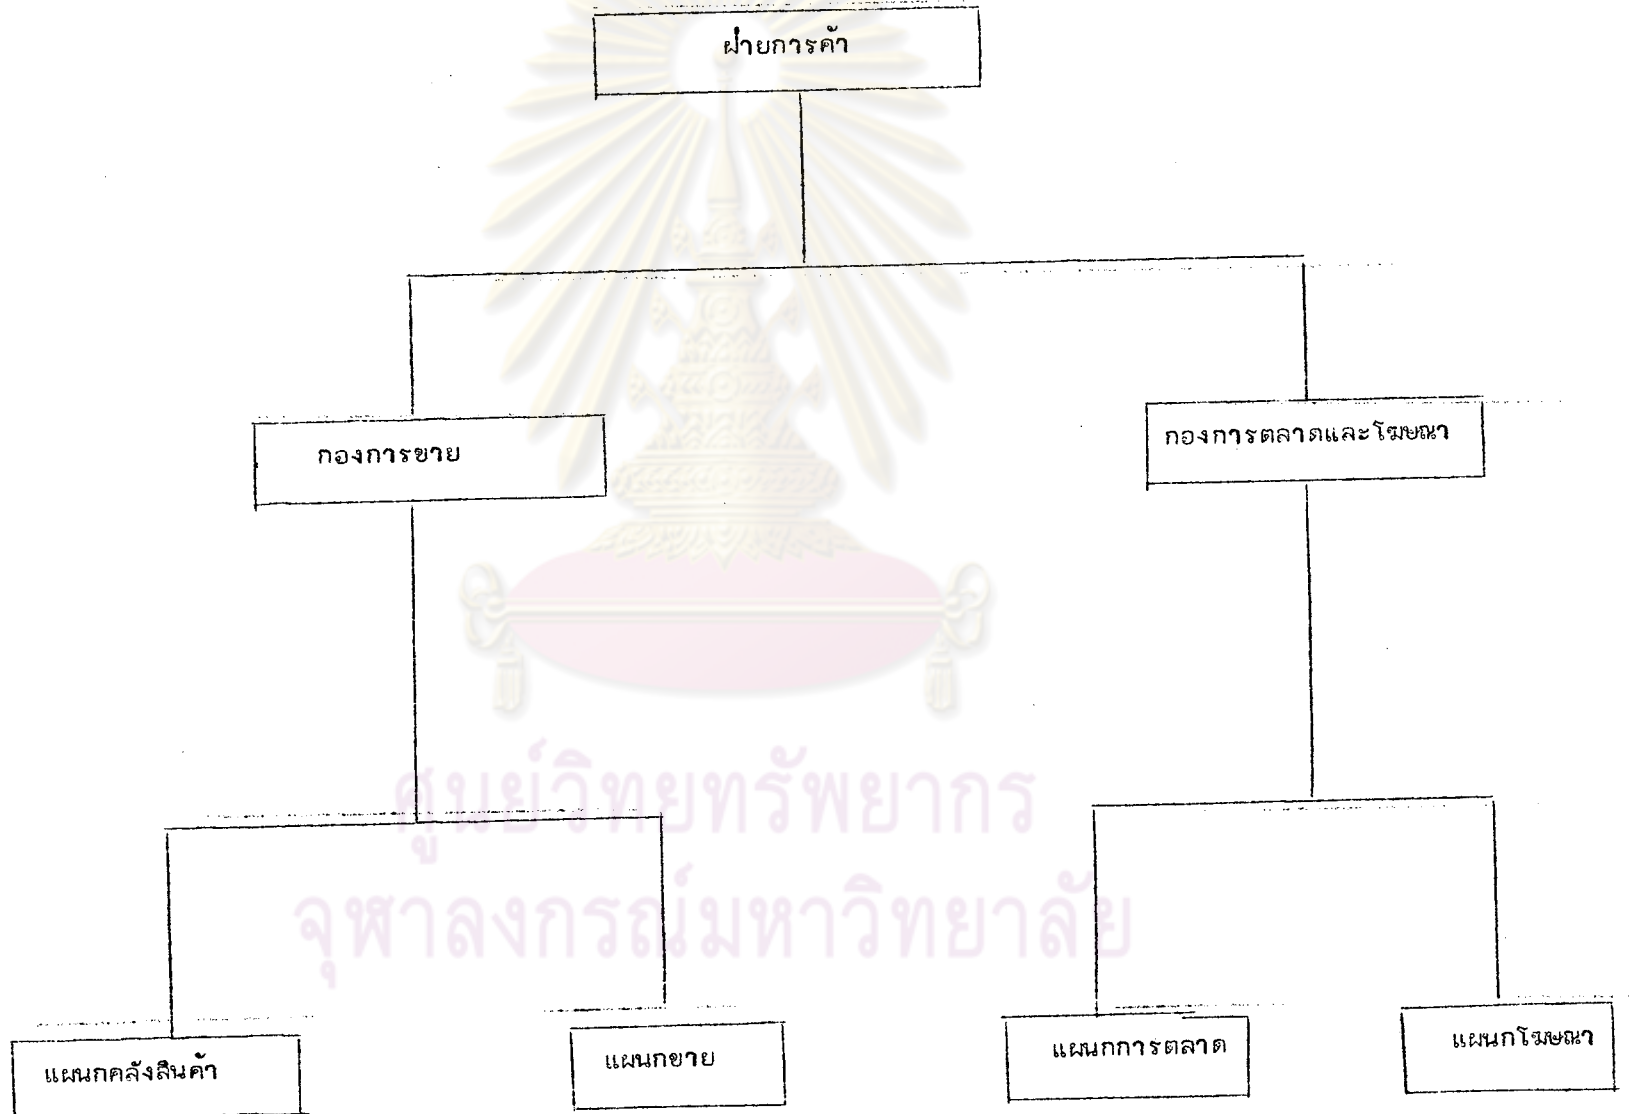 ฝ่ายการค้า
กองการขาย
กองการตลาดและโฆษณา
ศูนย์วิทยทรัพยากร
จุฬาลงกรณ์มหาวิทยาลัย
แผนกคลังสินค้า
แผนกขาย
แผนกการตลาด
แผนกโฆษณา